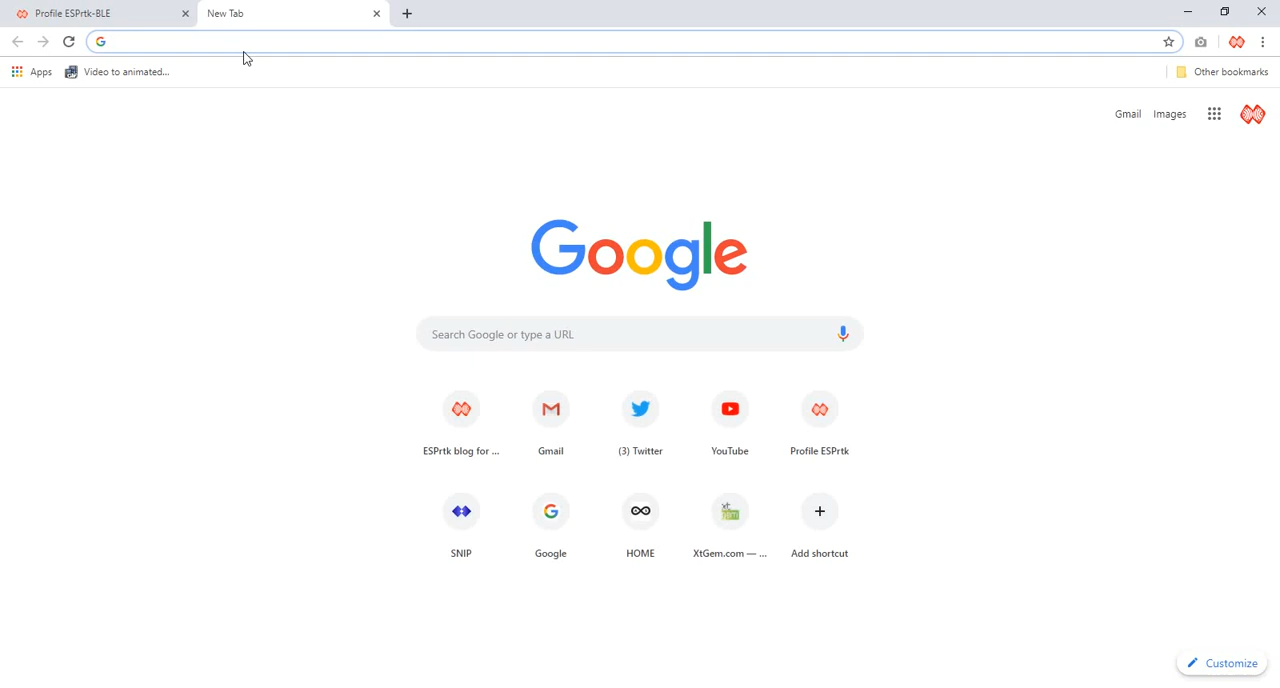 Profile ESPrtk-BLE
New Tab
Apps
Video to animated...
Other bookmarks
Gmail
Images
Google
Search Google or type a URL
ESPrtk blog for ...
Gmail
(3) Twitter
YouTube
Profile ESPrtk
SNIP
Google
HOME
XtGem.com — ...
Add shortcut
Customize